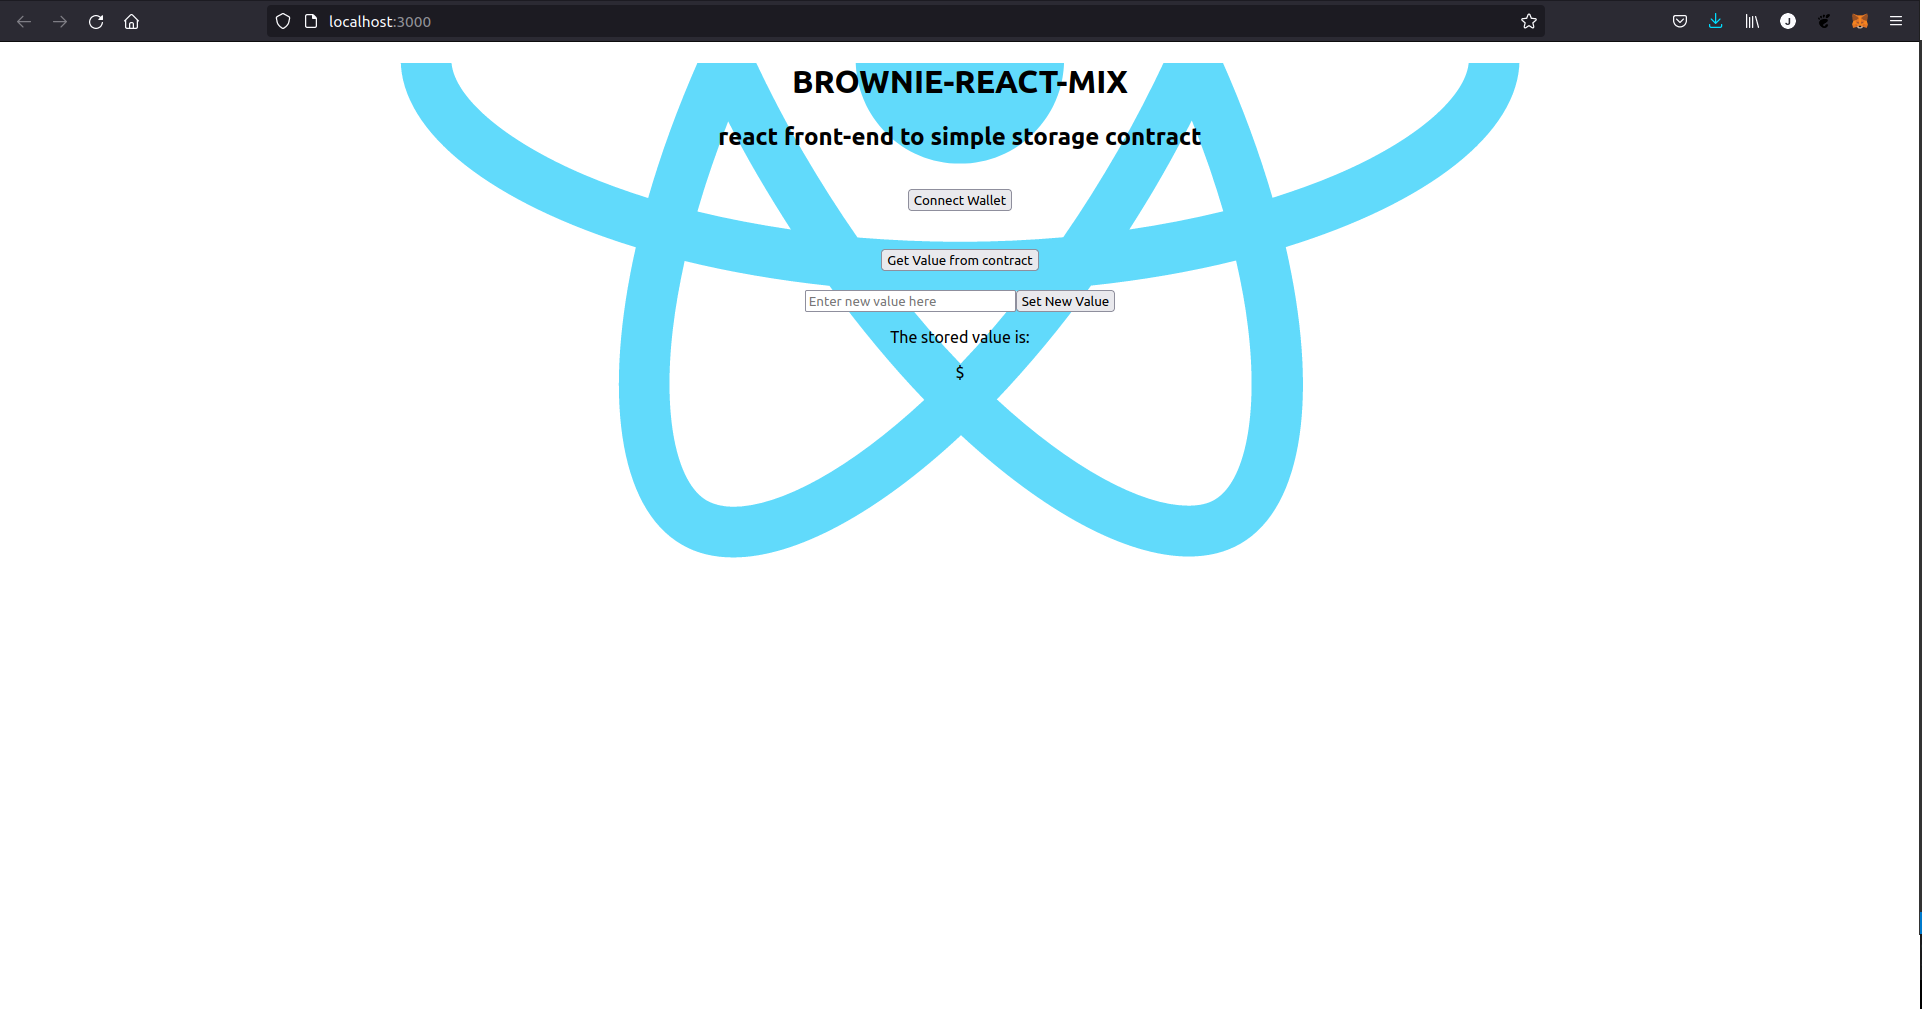 localhost:3000
J
BROWNIE-REACT-MIX
react front-end to simple storage contract
Connect Wallet
Get Value from contract
Enter new value here Set New Value
The stored value is:
$